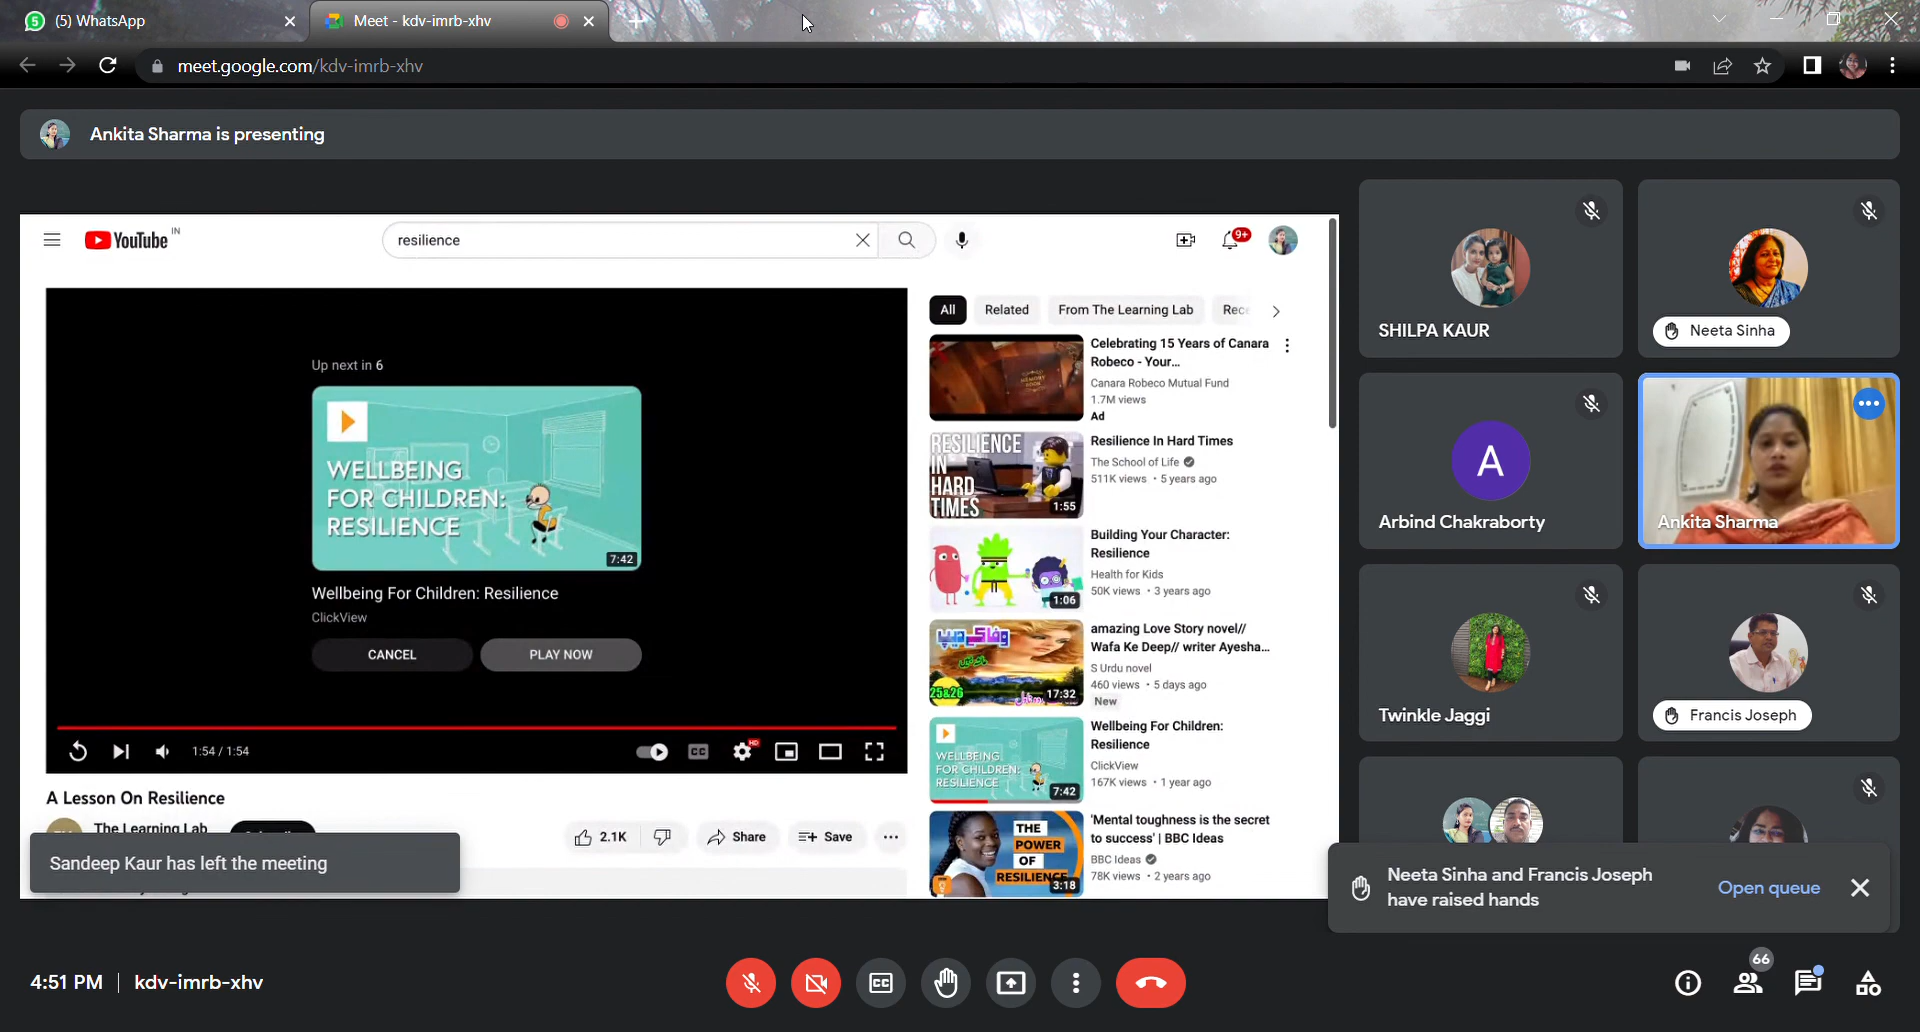 (5) WhatsApp
Meet - kdv-imrb-xhv
meet.google.com/kdv-imrb-xhv
Ankita Sharma is presenting
YouTube IN
resilience
9+
Up next in 6
WELLBEING
FOR CHILDREN:
RESILIENCE
7:42
Wellbeing For Children: Resilience
ClickView
CANCEL
PLAY NOW
1:54 / 1:54
CC
HD
A Lesson On Resilience
The Learning Lab
2.1K
Share
Save
Sandeep Kaur has left the meeting
All
Related
From The Learning Lab
Celebrating 15 Years of Canara
Robeco - Your...
Canara Robeco Mutual Fund
1.7M views
Ad
RESILIENCE
IN
HARD
TIMES
1:55
Resilience In Hard Times
The School of Life
511K views • 5 years ago
1:06
Building Your Character:
Resilience
Health for Kids
50K views • 3 years ago
25&26
17:32
amazing Love Story novel//
Wafa Ke Deep// writer Ayesha...
S Urdu novel
460 views • 5 days ago
New
WELLBEING
FOR CHILDREN:
RESILIENCE
7:42
Wellbeing For Children:
Resilience
ClickView
167K views • 1 year ago
THE
POWER
OF
RESILIENCE
3:18
'Mental toughness is the secret
to success' | BBC Ideas
BBC Ideas
78K views • 2 years ago
SHILPA KAUR
Neeta Sinha
A
Arbind Chakraborty
Ankita Sharma
Twinkle Jaggi
Francis Joseph
Neeta Sinha and Francis Joseph
have raised hands
Open queue
4:51 PM
kdv-imrb-xhv
66